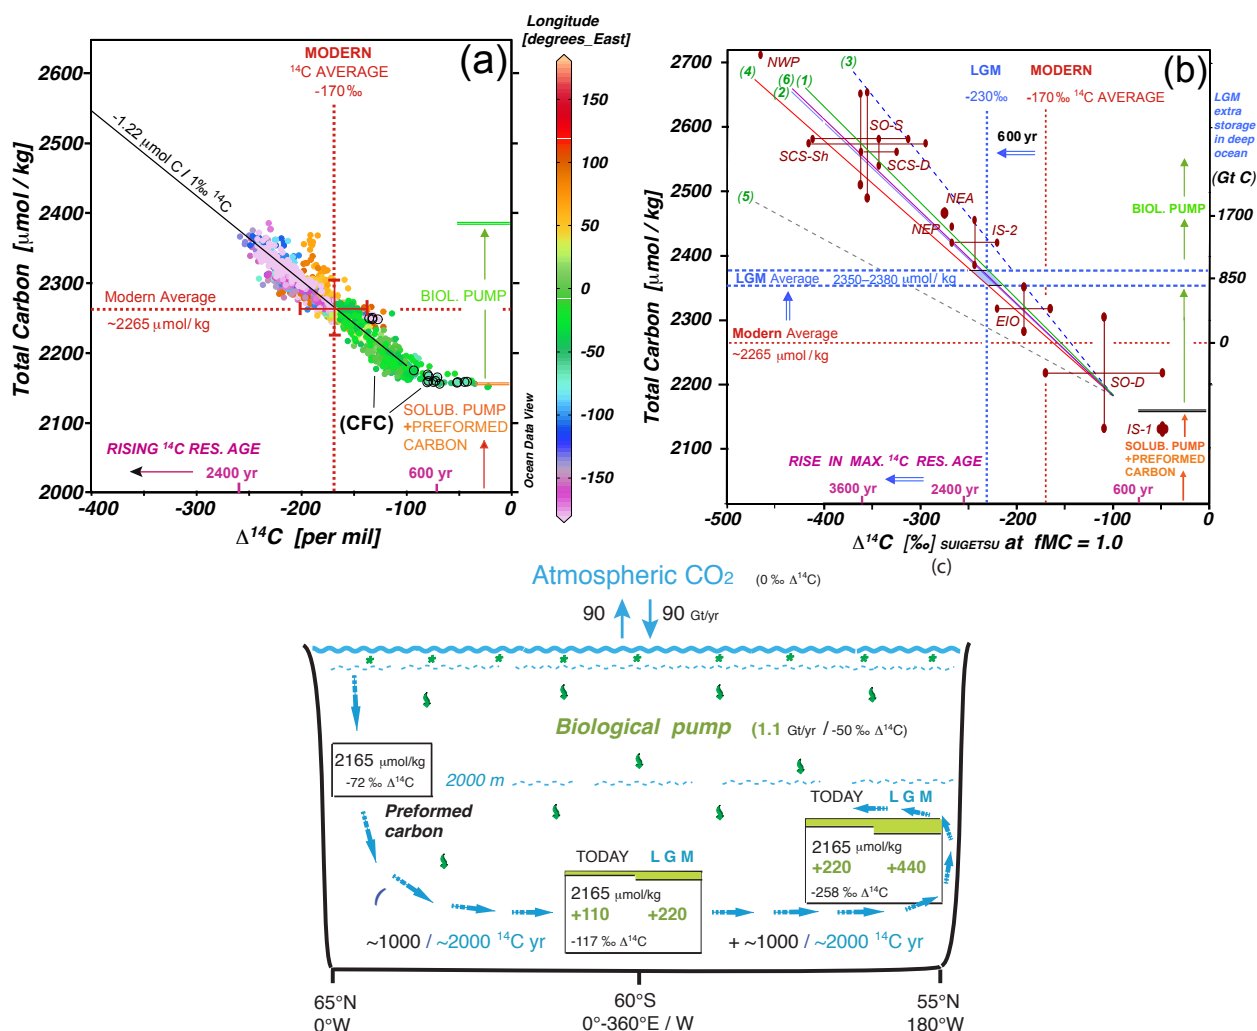 (a)
Total Carbon [μmol / kg]
2600
2500
2400
2300
2200
2100
2000
-400
-300
-200
-100
0
Δ¹⁴C [per mil]
MODERN
¹⁴C AVERAGE
-170‰
-1.22 μmol C / 1‰ ¹⁴C
Modern Average
~2265 μmol/ kg
BIOL. PUMP
(CFC)
SOLUB. PUMP
+PREFORMED
CARBON
RISING ¹⁴C RES. AGE
2400 yr
600 yr
Longitude
[degrees_East]
150
100
50
0
-50
-100
-150
Ocean Data View
(b)
Total Carbon [μmol / kg]
2700
2600
2500
2400
2300
2200
2100
-500
-400
-300
-200
-100
0
Δ¹⁴C [‰] SUIGETSU at fMC = 1.0
NWP
(3)
(4)
(6)
(1)
(2)
(5)
LGM
-230‰
MODERN
-170‰ ¹⁴C AVERAGE
600 yr
SO-S
SCS-Sh
SCS-D
NEA
NEP
IS-2
LGM Average 2350–2380 μmol/ kg
Modern Average
~2265 μmol/ kg
EIO
SO-D
IS-1
SOLUB. PUMP
+PREFORMED
CARBON
BIOL. PUMP
RISE IN MAX. ¹⁴C RES. AGE
3600 yr
2400 yr
600 yr
LGM
extra
storage
in deep
ocean
(Gt C)
1700
850
0
(c)
Atmospheric CO₂ (0 ‰ Δ¹⁴C)
90
90 Gt/yr
Biological pump (1.1 Gt/yr / -50 ‰ Δ¹⁴C)
2165 μmol/kg
-72 ‰ Δ¹⁴C
2000 m
Preformed
carbon
TODAY LGM
2165 μmol/kg
+220 +440
-258 ‰ Δ¹⁴C
TODAY LGM
2165 μmol/kg
+110 +220
-117 ‰ Δ¹⁴C
~1000 / ~2000 ¹⁴C yr
+ ~1000 / ~2000 ¹⁴C yr
65°N
0°W
60°S
0°-360°E / W
55°N
180°W